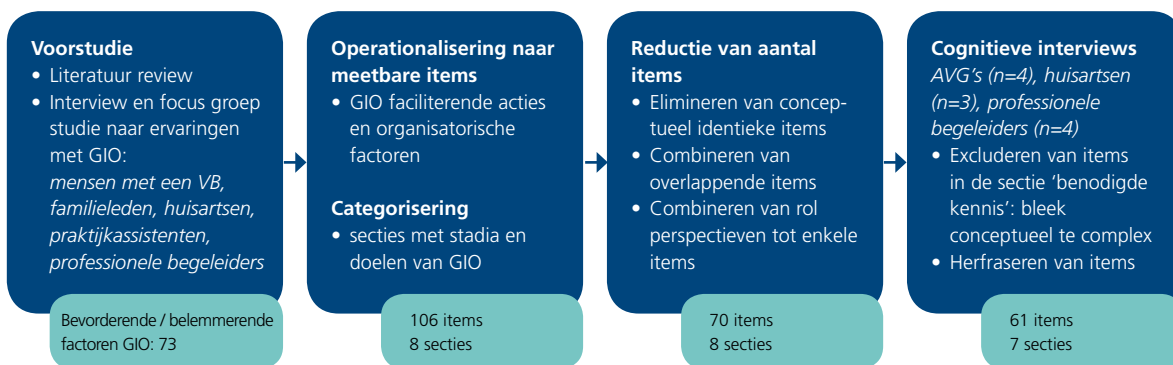 Voorstudie
• Literatuur review
• Interview en focus groep
studie naar ervaringen
met GIO:
mensen met een VB,
familieleden, huisartsen,
praktijkassistenten,
professionele begeleiders
Bevorderende / belemmerende
factoren GIO: 73
Operationalisering naar
meetbare items
• GIO faciliterende acties
en organisatorische
factoren
Categorisering
• secties met stadia en
doelen van GIO
106 items
8 secties
Reductie van aantal
items
• Elimineren van concep-
tueel identieke items
• Combineren van
overlappende items
• Combineren van rol
perspectieven tot enkele
items
70 items
8 secties
Cognitieve interviews
AVG's (n=4), huisartsen
(n=3), professionele
begeleiders (n=4)
• Excluderen van items
in de sectie ‘benodigde
kennis’: bleek
conceptueel te complex
• Herfraseren van items
61 items
7 secties